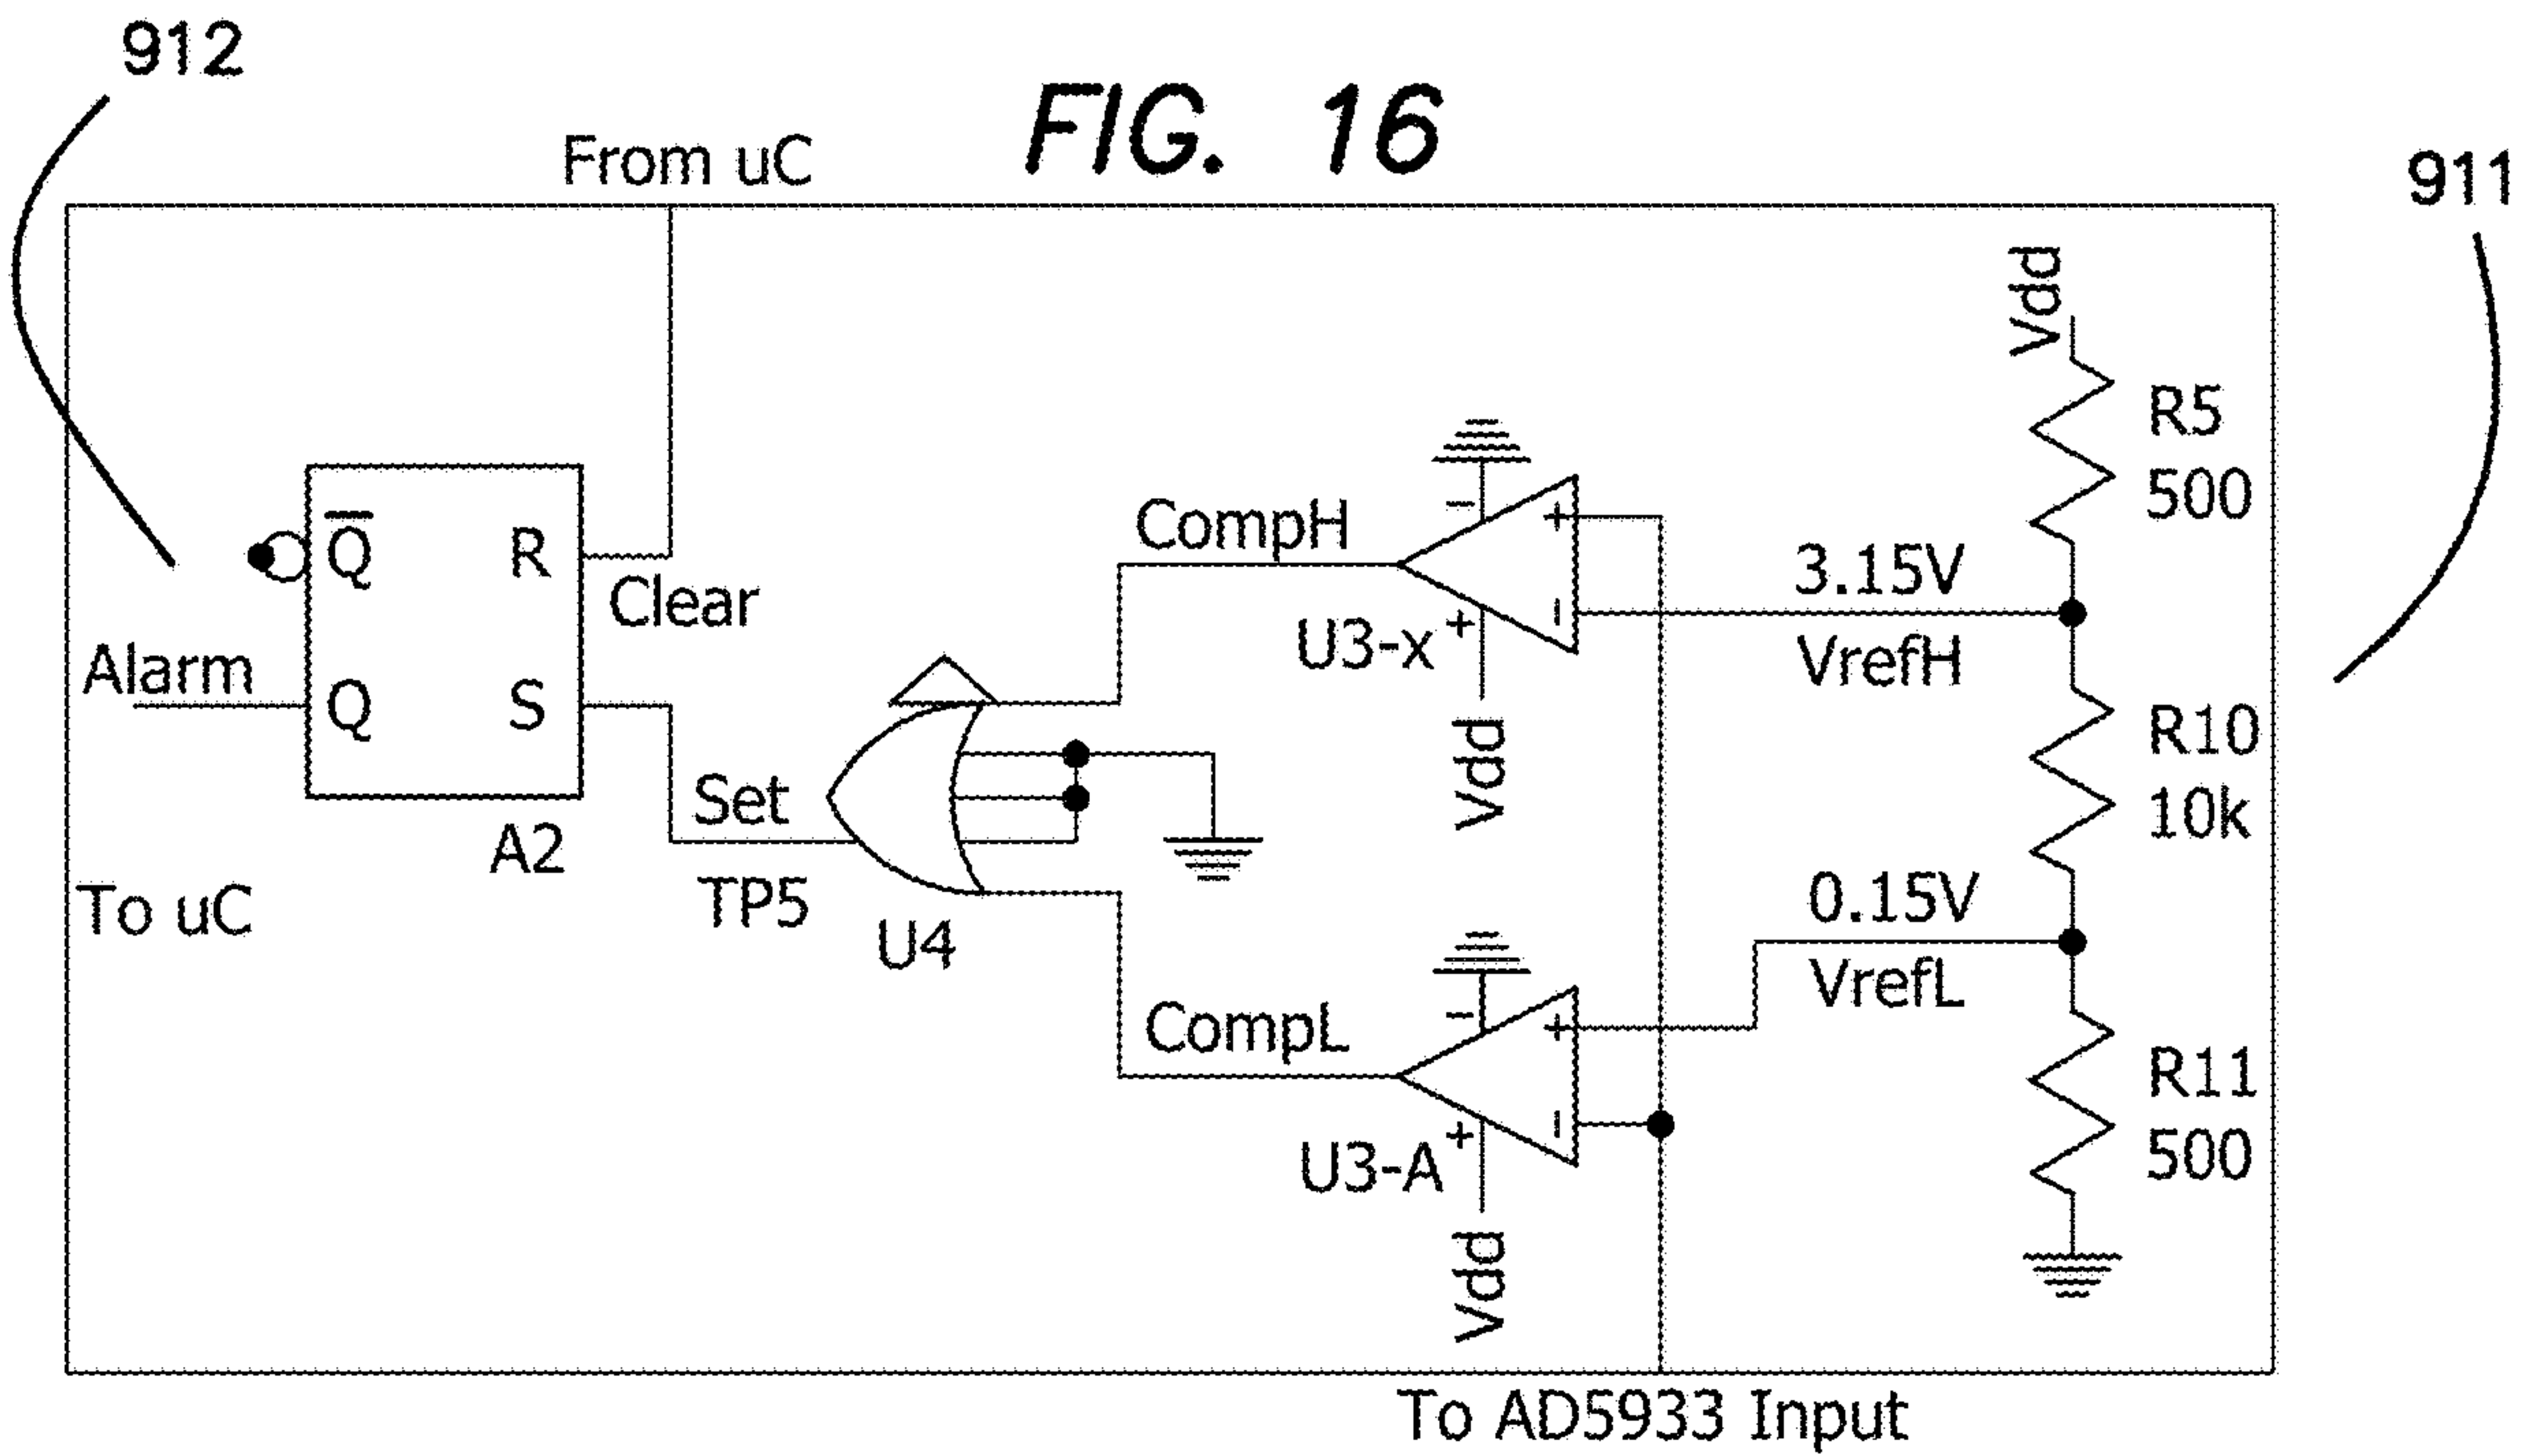 912
FIG. 16
From uC
911
Vdd
R5
500
CompH
+
−
−
+
U3-x
3.15V
VrefH
Vdd
Q̅ R
Clear
Alarm
Q S
A2
Set
TP5
U4
To uC
R10
10k
0.15V
VrefL
CompL
+
−
−
+
U3-A
Vdd
R11
500
To AD5933 Input